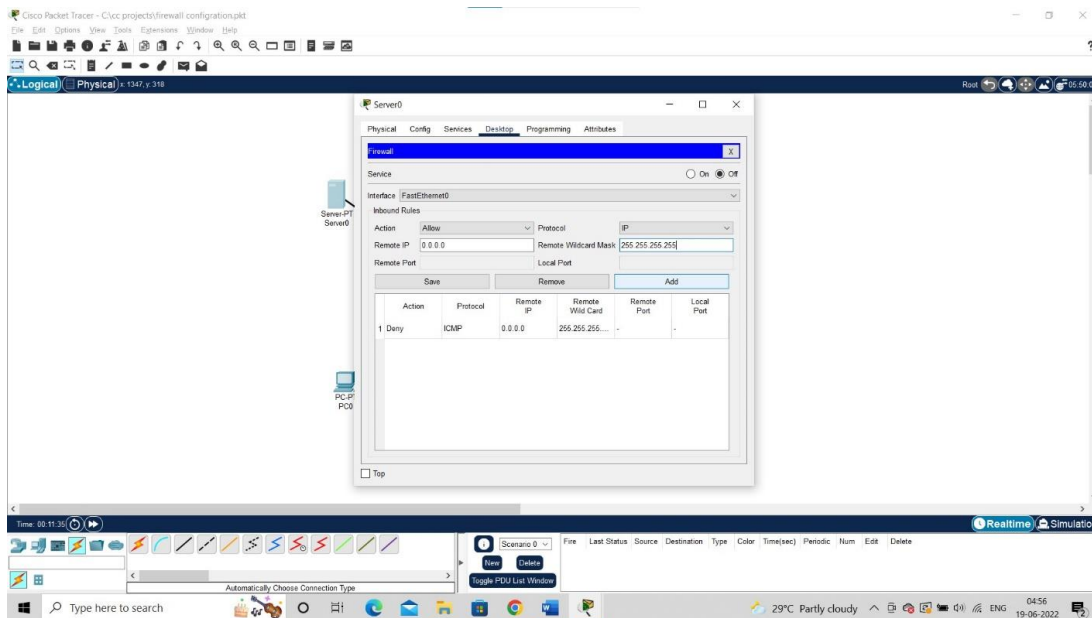 Cisco Packet Tracer - C:\cc projects\firewall configration.pkt
File Edit Options View Tools Extensions Window Help
Logical Physical x: 1347, y: 318 Root 05:50:0
Server0
Physical Config Services Desktop Programming Attributes
Firewall X
Service On Off
Interface FastEthernet0
Inbound Rules
Action Allow Protocol IP
Remote IP 0.0.0.0 Remote Wildcard Mask 255.255.255.255
Remote Port Local Port
Save Remove Add
Action Protocol Remote IP Remote Wild Card Remote Port Local Port
1 Deny ICMP 0.0.0.0 255.255.255.... - -
Server-PT
Server0
PC-P
PC0
Top
Time: 00:11:35 Realtime Simulatio
Scenario 0 Fire Last Status Source Destination Type Color Time(sec) Periodic Num Edit Delete
New Delete
Toggle PDU List Window
Automatically Choose Connection Type
Type here to search 29°C Partly cloudy ENG 04:56
19-06-2022